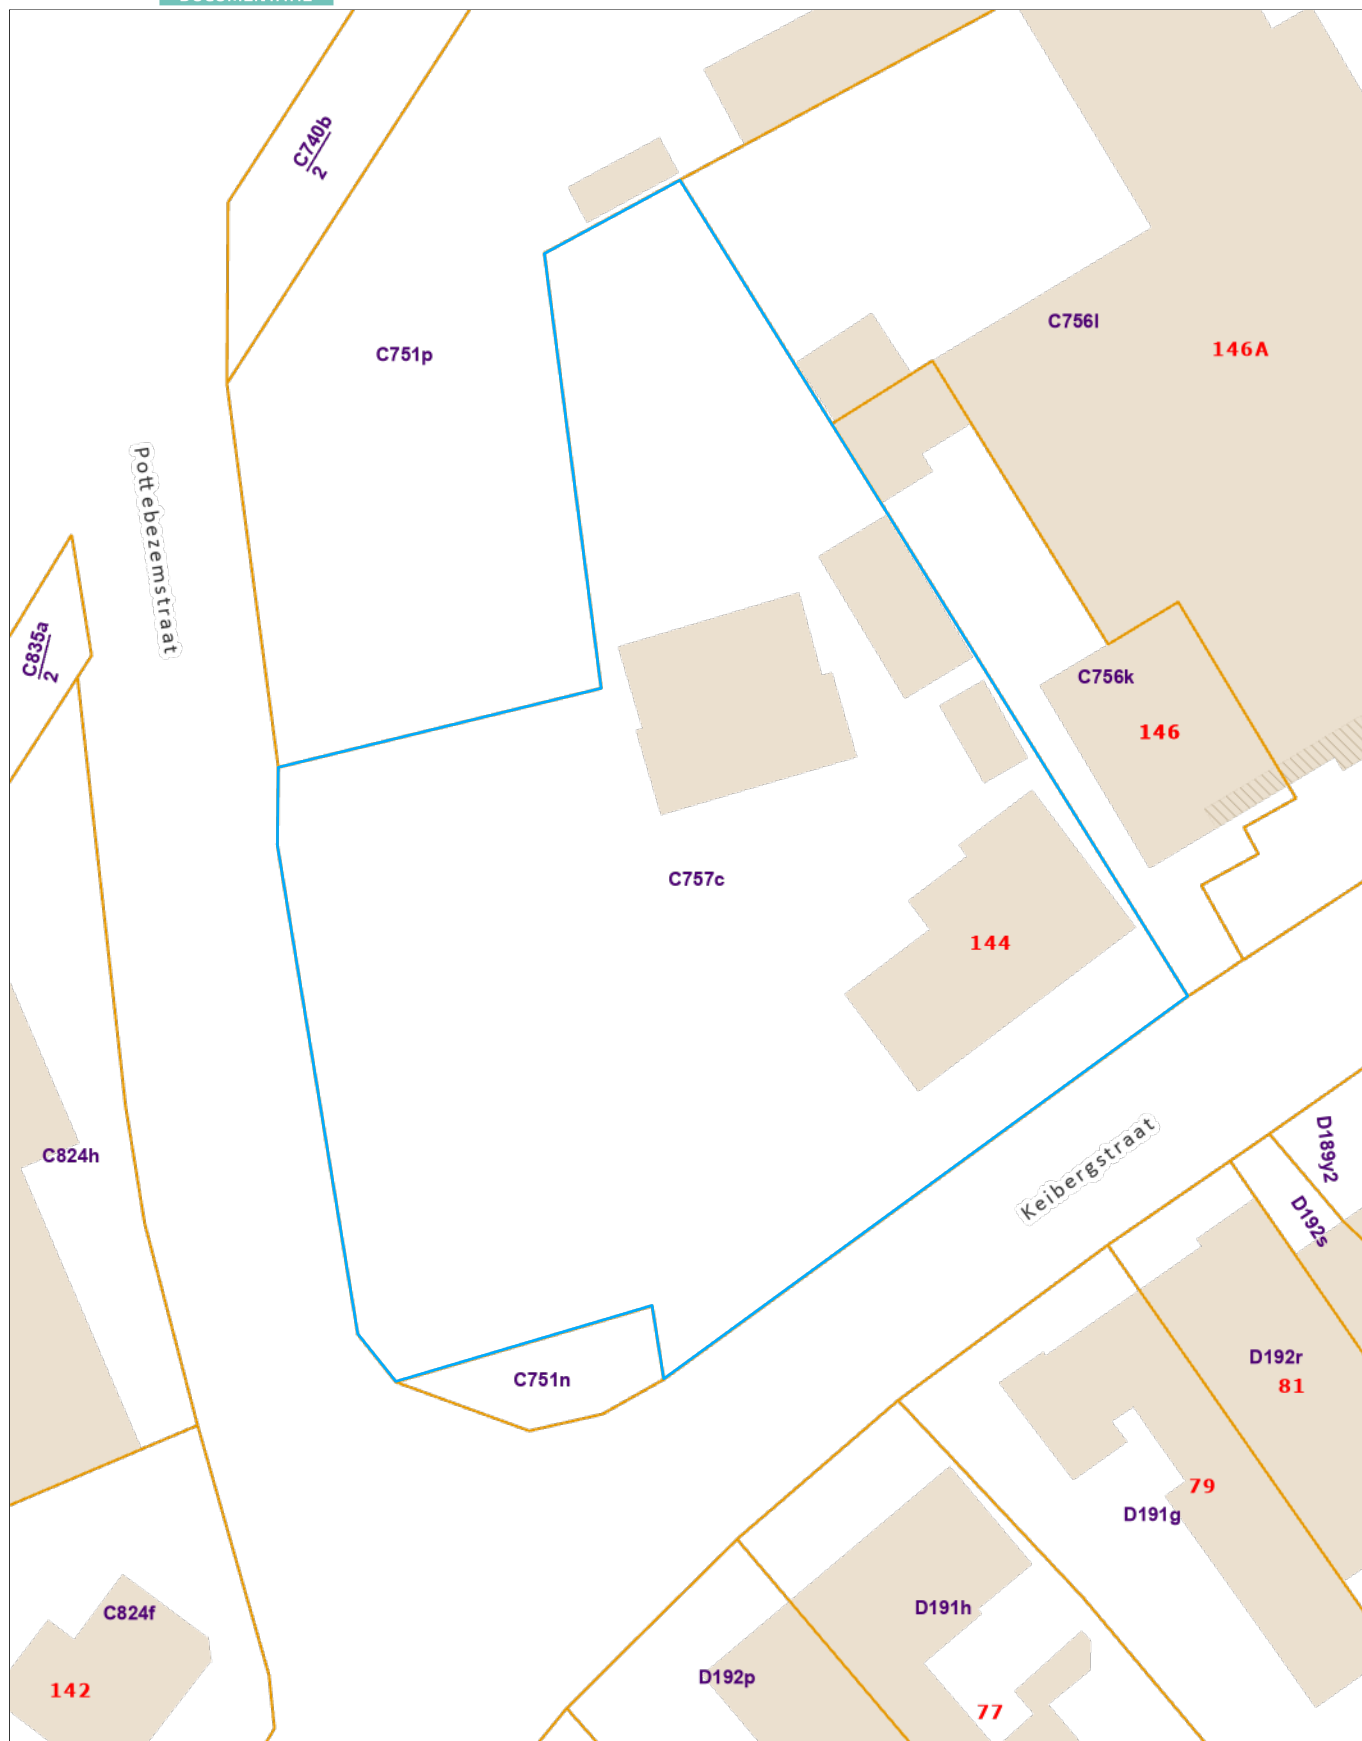 C740b
2
C756l
146A
C751p
Pottebezemstraat
C835a
2
C756k
146
C757c
144
Keibergstraat
D189y2
C824h
D192s
D192r
81
C751n
79
D191g
D191h
C824f
D192p
142
77